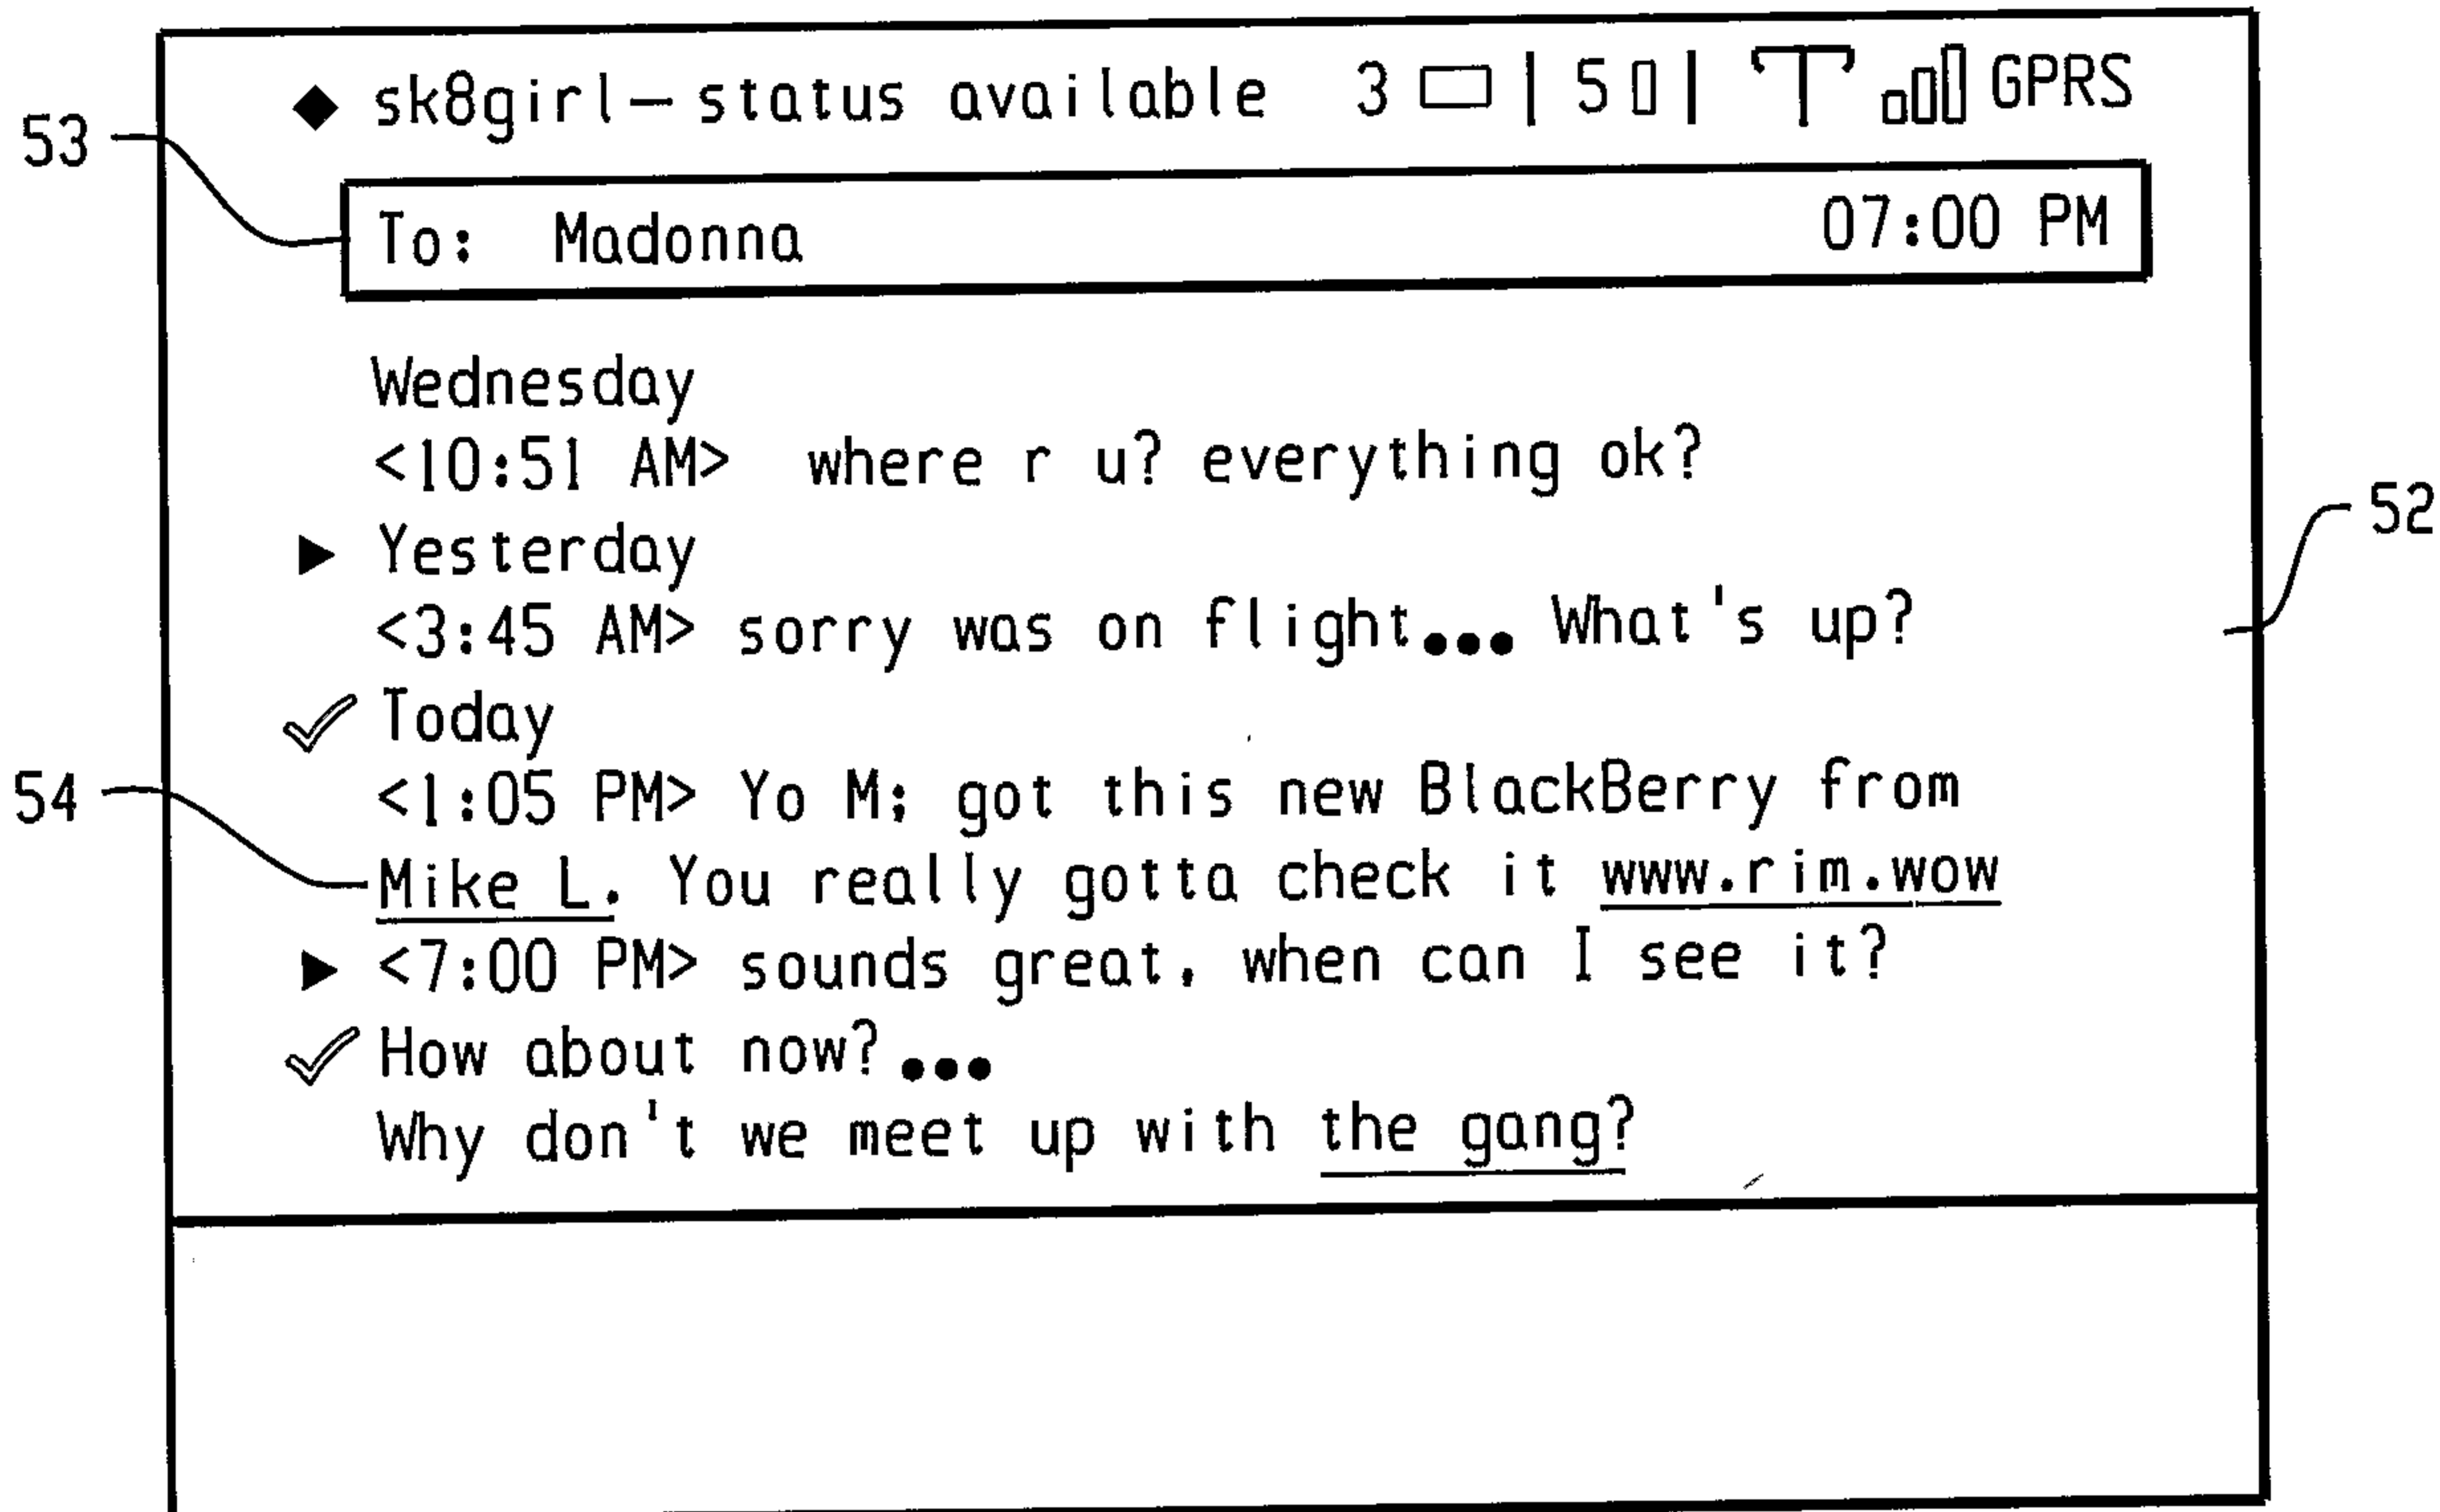 ◆ sk8girl– status available 3 | 5 | GPRS
53
To: Madonna 07:00 PM
Wednesday
<10:51 AM> where r u? everything ok?
52
▶ Yesterday
<3:45 AM> sorry was on flight... What's up?
✓ Today
<1:05 PM> Yo M; got this new BlackBerry from
54
Mike L. You really gotta check it www.rim.wow
▶ <7:00 PM> sounds great, when can I see it?
✓ How about now?...
Why don't we meet up with the gang?